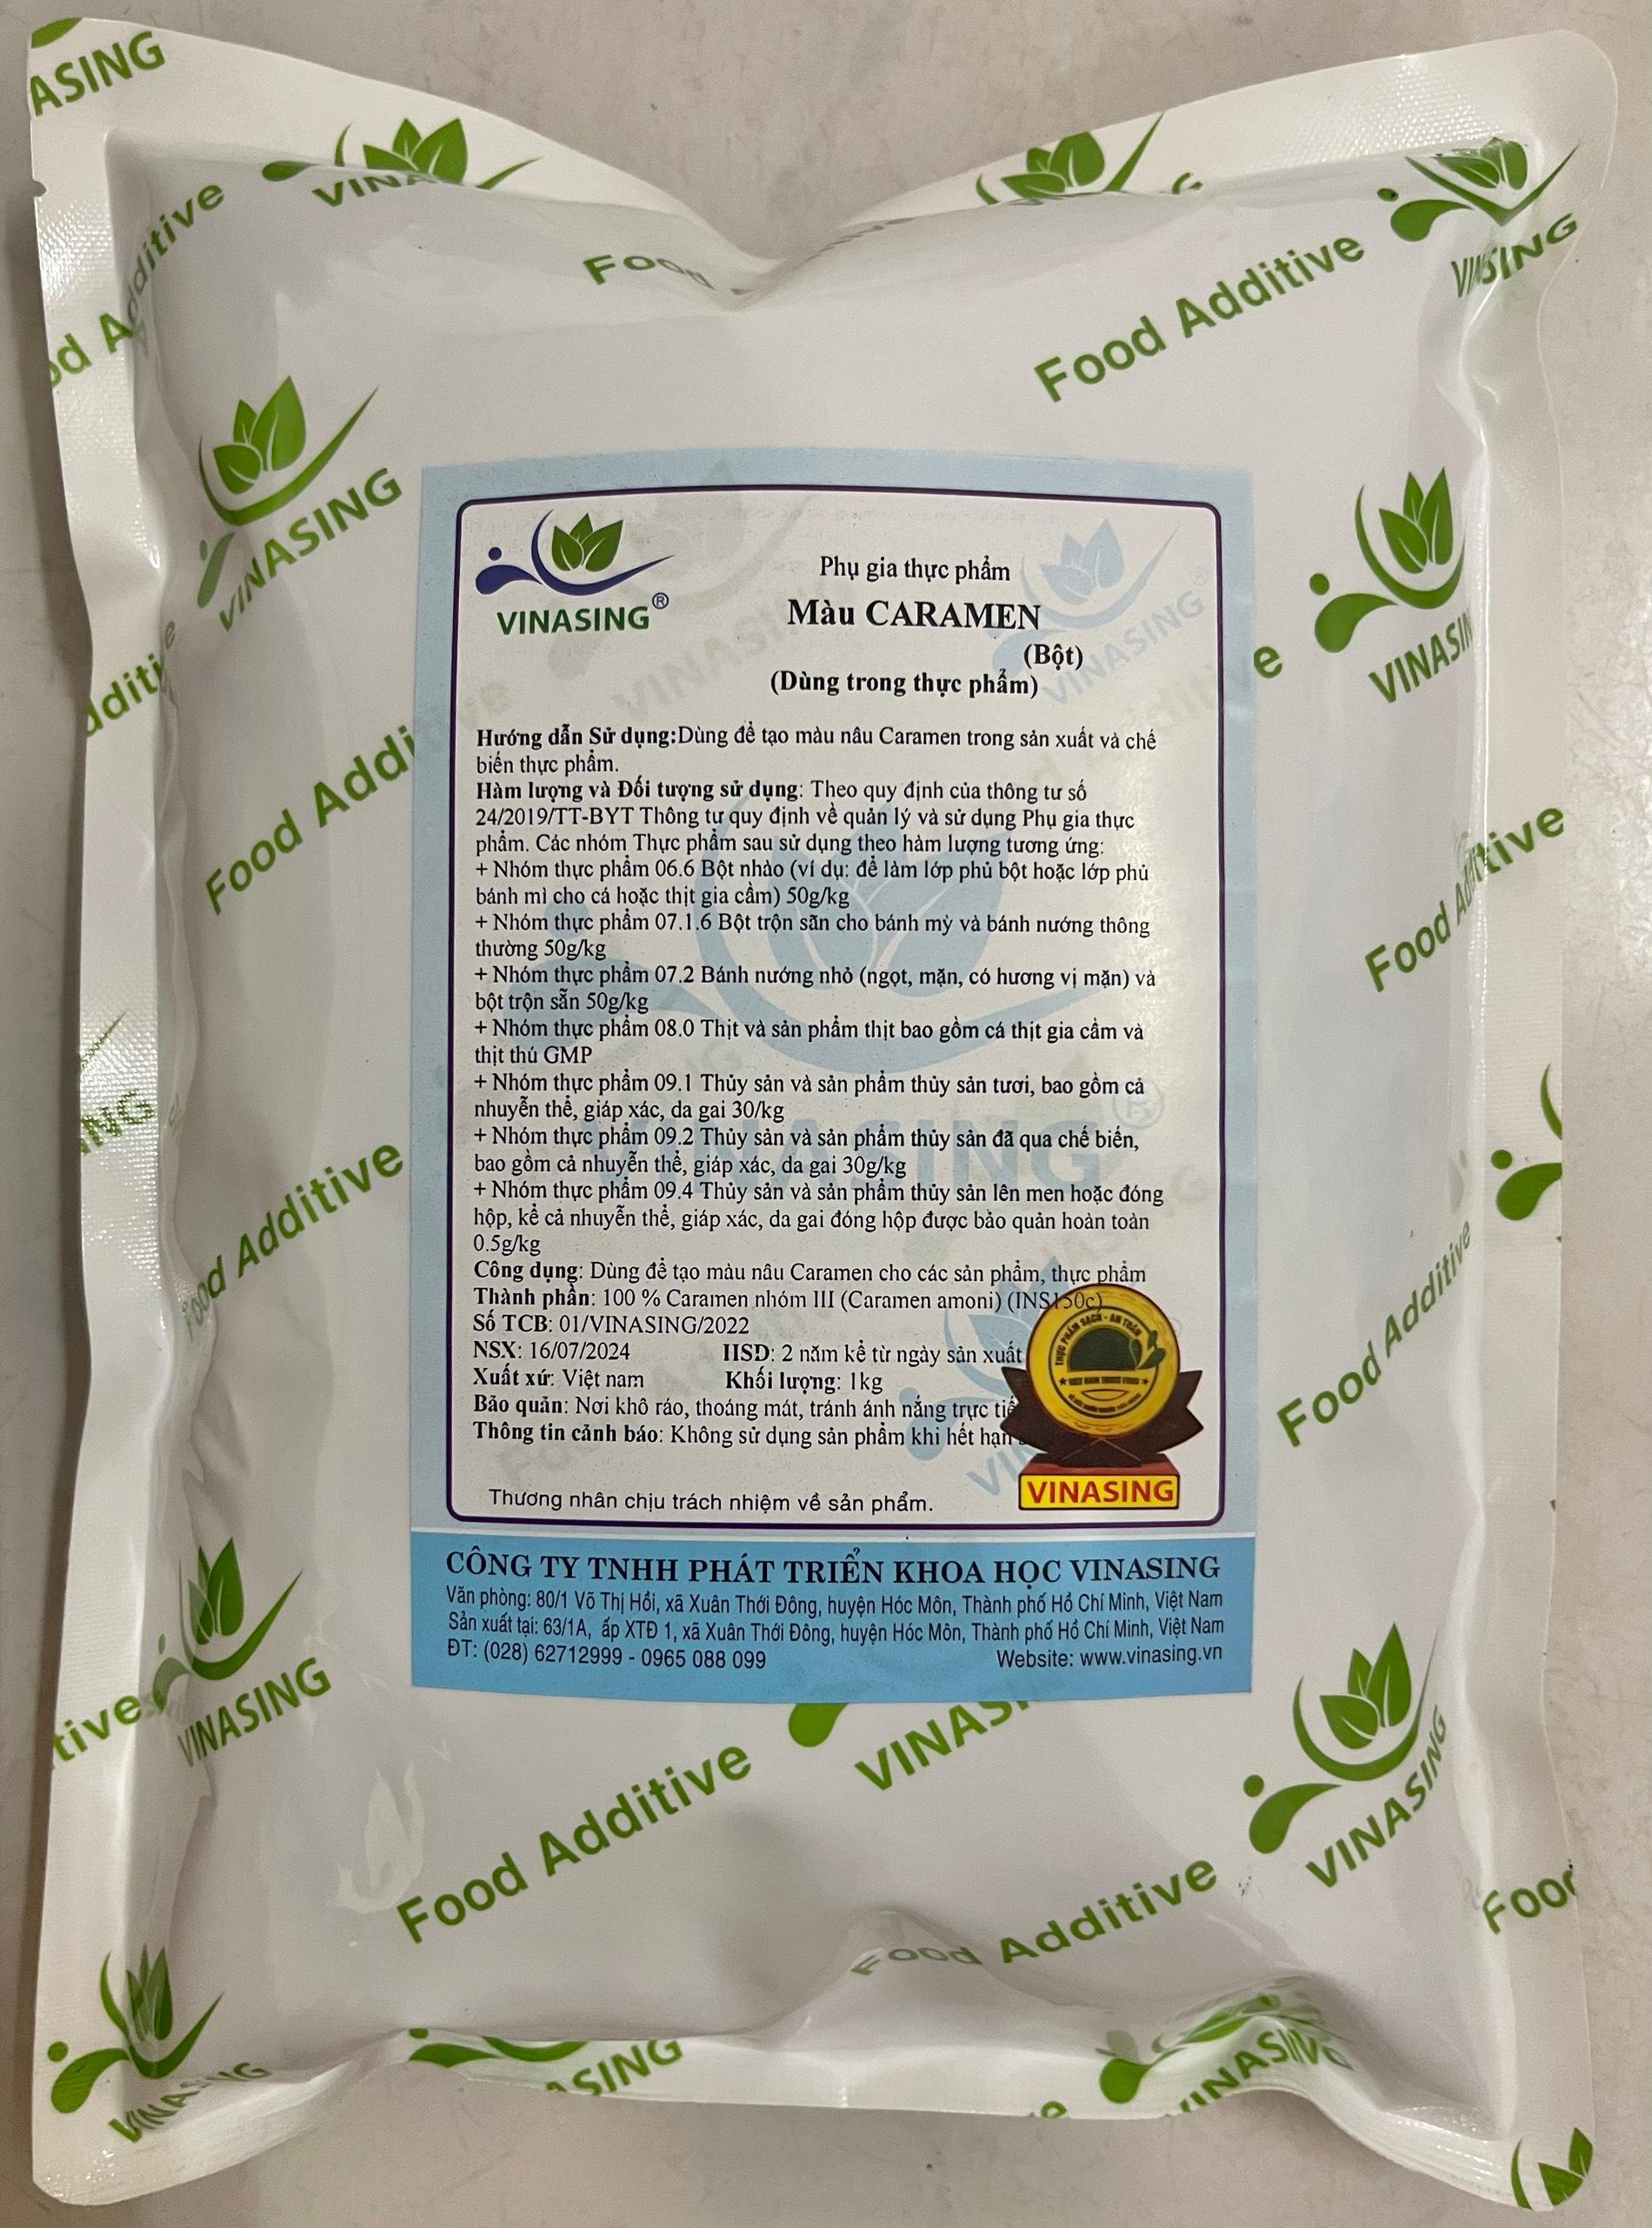 VINASING®
Phụ gia thực phẩm
Màu CARAMEN
(Bột)
(Dùng trong thực phẩm)
Hướng dẫn Sử dụng:Dùng để tạo màu nâu Caramen trong sản xuất và chế
biến thực phẩm.
Hàm lượng và Đối tượng sử dụng: Theo quy định của thông tư số
24/2019/TT-BYT Thông tư quy định về quản lý và sử dụng Phụ gia thực
phẩm. Các nhóm Thực phẩm sau sử dụng theo hàm lượng tương ứng:
+ Nhóm thực phẩm 06.6 Bột nhào (ví dụ: để làm lớp phủ bột hoặc lớp phủ
bánh mì cho cá hoặc thịt gia cầm) 50g/kg
+ Nhóm thực phẩm 07.1.6 Bột trộn sẵn cho bánh mỳ và bánh nướng thông
thường 50g/kg
+ Nhóm thực phẩm 07.2 Bánh nướng nhỏ (ngọt, mặn, có hương vị mặn) và
bột trộn sẵn 50g/kg
+ Nhóm thực phẩm 08.0 Thịt và sản phẩm thịt bao gồm cá thịt gia cầm và
thịt thú GMP
+ Nhóm thực phẩm 09.1 Thủy sản và sản phẩm thủy sản tươi, bao gồm cả
nhuyễn thể, giáp xác, da gai 30/kg
+ Nhóm thực phẩm 09.2 Thủy sản và sản phẩm thủy sản đã qua chế biến,
bao gồm cả nhuyễn thể, giáp xác, da gai 30g/kg
+ Nhóm thực phẩm 09.4 Thủy sản và sản phẩm thủy sản lên men hoặc đóng
hộp, kể cả nhuyễn thể, giáp xác, da gai đóng hộp được bảo quản hoàn toàn
0.5g/kg
Công dụng: Dùng để tạo màu nâu Caramen cho các sản phẩm, thực phẩm
Thành phần: 100 % Caramen nhóm III (Caramen amoni) (INS150c)
Số TCB: 01/VINASING/2022
NSX: 16/07/2024 HSD: 2 năm kể từ ngày sản xuất
Xuất xứ: Việt nam Khối lượng: 1kg
Bảo quản: Nơi khô ráo, thoáng mát, tránh ánh nắng trực
Thông tin cảnh báo: Không sử dụng sản phẩm khi hết hạn
THỰC PHẨM SẠCH - AN TOÀN
VINASING
Thương nhân chịu trách nhiệm về sản phẩm.
CÔNG TY TNHH PHÁT TRIỂN KHOA HỌC VINASING
Văn phòng: 80/1 Võ Thị Hồi, xã Xuân Thới Đông, huyện Hóc Môn, Thành phố Hồ Chí Minh, Việt Nam
Sản xuất tại: 63/1A, ấp XTĐ 1, xã Xuân Thới Đông, huyện Hóc Môn, Thành phố Hồ Chí Minh, Việt Nam
ĐT: (028) 62712999 - 0965 088 099 Website: www.vinasing.vn
Food Additive
VINASING
Food Additive
VINASING
Food Additive
VINASING
Food Additive
Food Additive
VINASING
Food Additive
VINASING
Food Additive